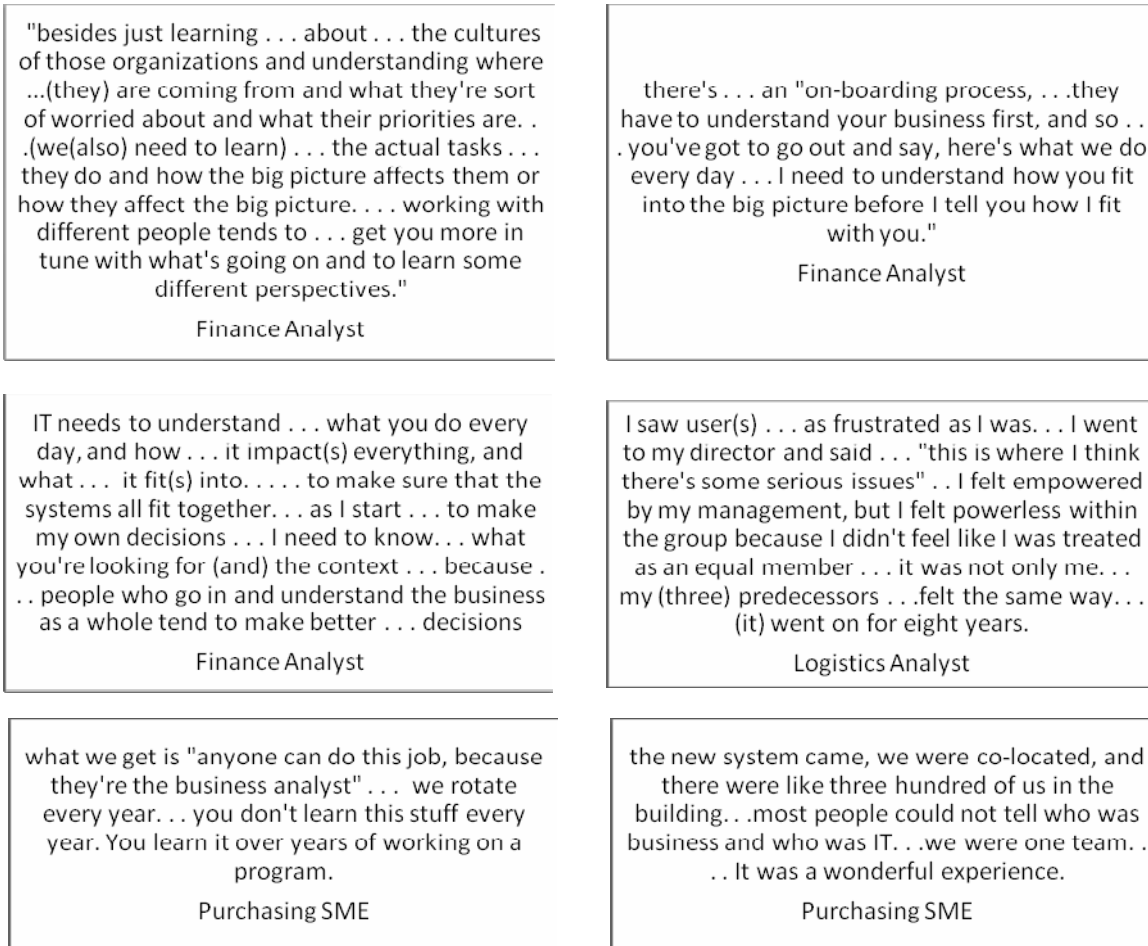 "besides just learning . . . about . . . the cultures
of those organizations and understanding where
...(they) are coming from and what they're sort
of worried about and what their priorities are. .
.(we(also) need to learn) . . . the actual tasks . . .
they do and how the big picture affects them or
how they affect the big picture. . . . working with
different people tends to . . . get you more in
tune with what's going on and to learn some
different perspectives."
Finance Analyst
there's . . . an "on-boarding process, . . .they
have to understand your business first, and so . .
. you've got to go out and say, here's what we do
every day . . . I need to understand how you fit
into the big picture before I tell you how I fit
with you."
Finance Analyst
IT needs to understand . . . what you do every
day, and how . . . it impact(s) everything, and
what . . . it fit(s) into. . . . . to make sure that the
systems all fit together. . . as I start . . . to make
my own decisions . . . I need to know. . . what
you're looking for (and) the context . . . because .
. . people who go in and understand the business
as a whole tend to make better . . . decisions
Finance Analyst
I saw user(s) . . . as frustrated as I was. . . I went
to my director and said . . . "this is where I think
there's some serious issues" . . I felt empowered
by my management, but I felt powerless within
the group because I didn't feel like I was treated
as an equal member . . . it was not only me. . .
my (three) predecessors . . .felt the same way. . .
(it) went on for eight years.
Logistics Analyst
what we get is "anyone can do this job, because
they're the business analyst" . . . we rotate
every year. . . you don't learn this stuff every
year. You learn it over years of working on a
program.
Purchasing SME
the new system came, we were co-located, and
there were like three hundred of us in the
building. . .most people could not tell who was
business and who was IT. . .we were one team. .
. . It was a wonderful experience.
Purchasing SME